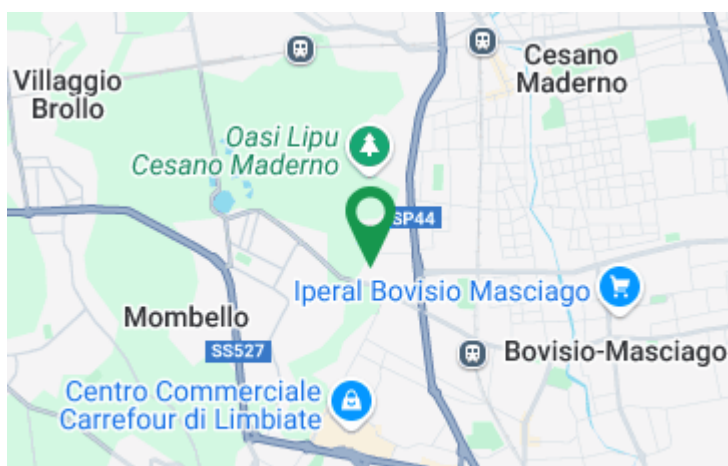 Cesano
Maderno
Villaggio
Brollo
Oasi Lipu
Cesano Maderno
SP44
Iperal Bovisio Masciago
Mombello
SS527
Bovisio-Masciago
Centro Commerciale
Carrefour di Limbiate